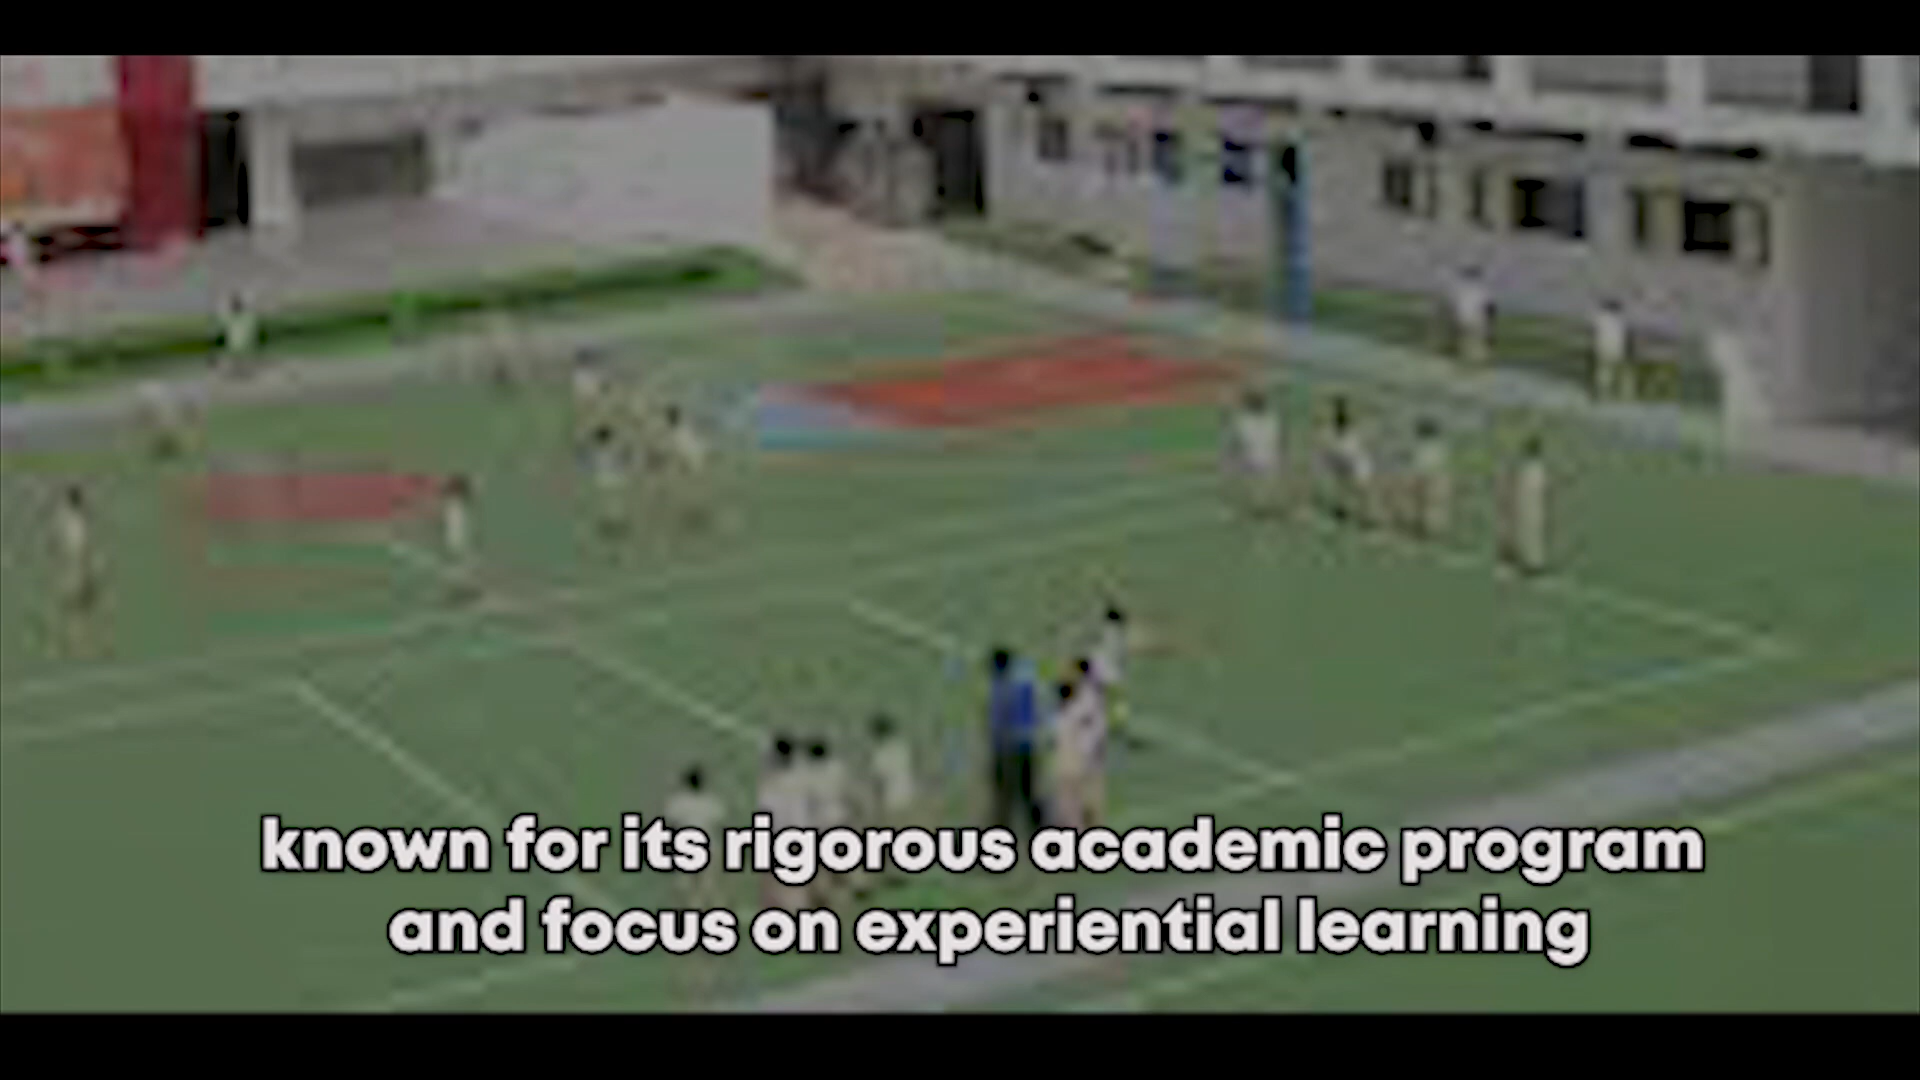 known for its rigorous academic program
and focus on experiential learning